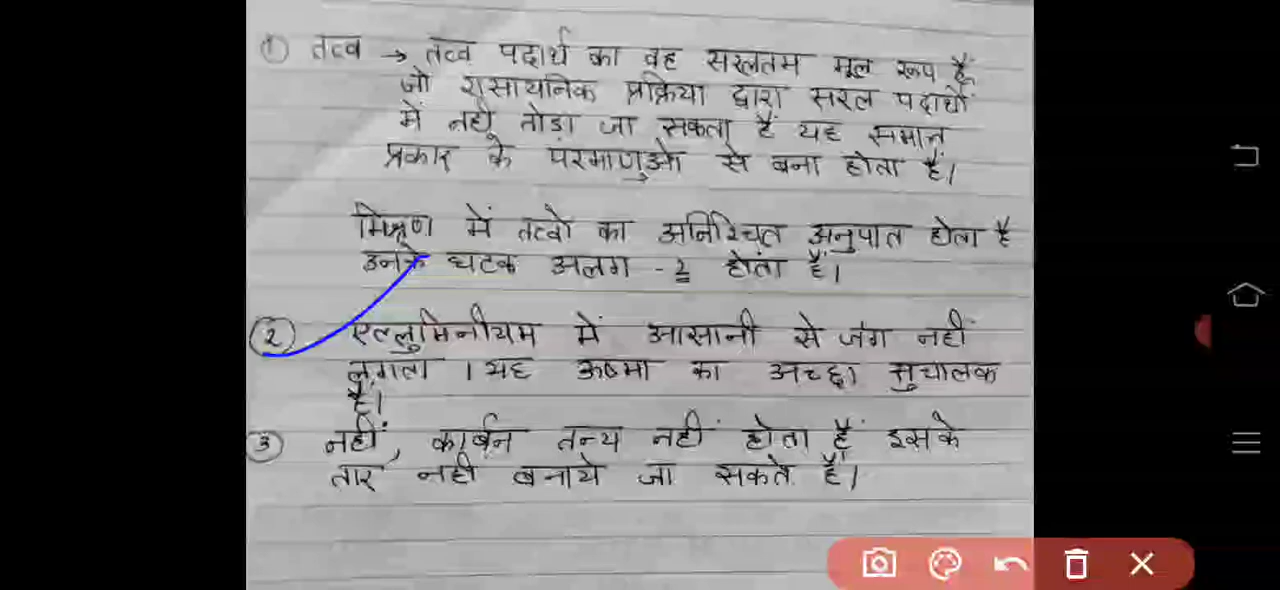 ① तत्व → तत्व पदार्थ का वह सरलतम मूल रूप है
जो रासायनिक प्रक्रिया द्वारा सरल पदार्थों
में नही तोडा जा सकता है यह समान
प्रकार के परमाणुओ से बना होता है।
मिश्रण में तत्वो का अनिश्चित अनुपात होता है
उनके घटक अलग -2 होता है।
② एल्लुमिनीयम में आसानी से जंग नहीं
लगता । यह ऊष्मा का अच्छा सुचालक
है।
③ नहीं, कार्बन तन्य नहीं होता है इसके
तार नही बनाये जा सकते है।